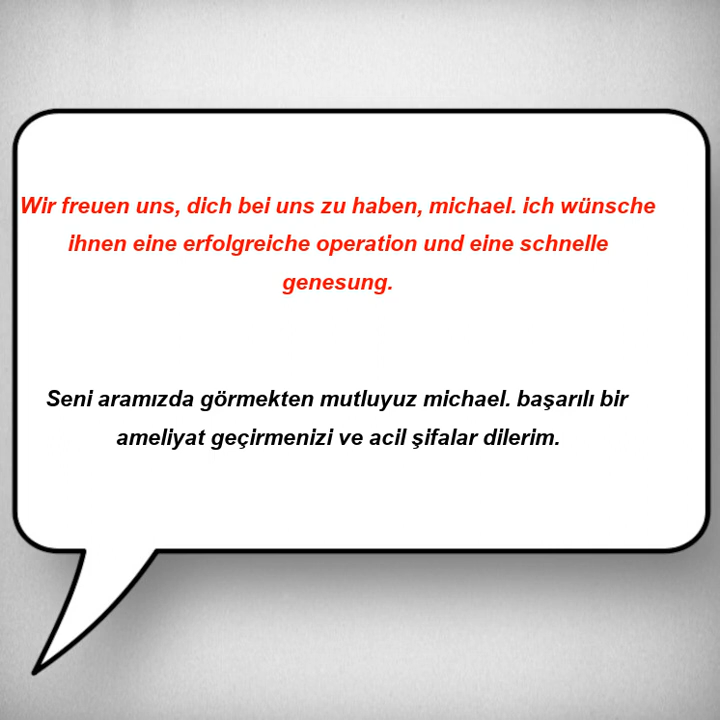 Wir freuen uns, dich bei uns zu haben, michael. ich wünsche
ihnen eine erfolgreiche operation und eine schnelle
genesung.
Seni aramızda görmekten mutluyuz michael. başarılı bir
ameliyat geçirmenizi ve acil şifalar dilerim.